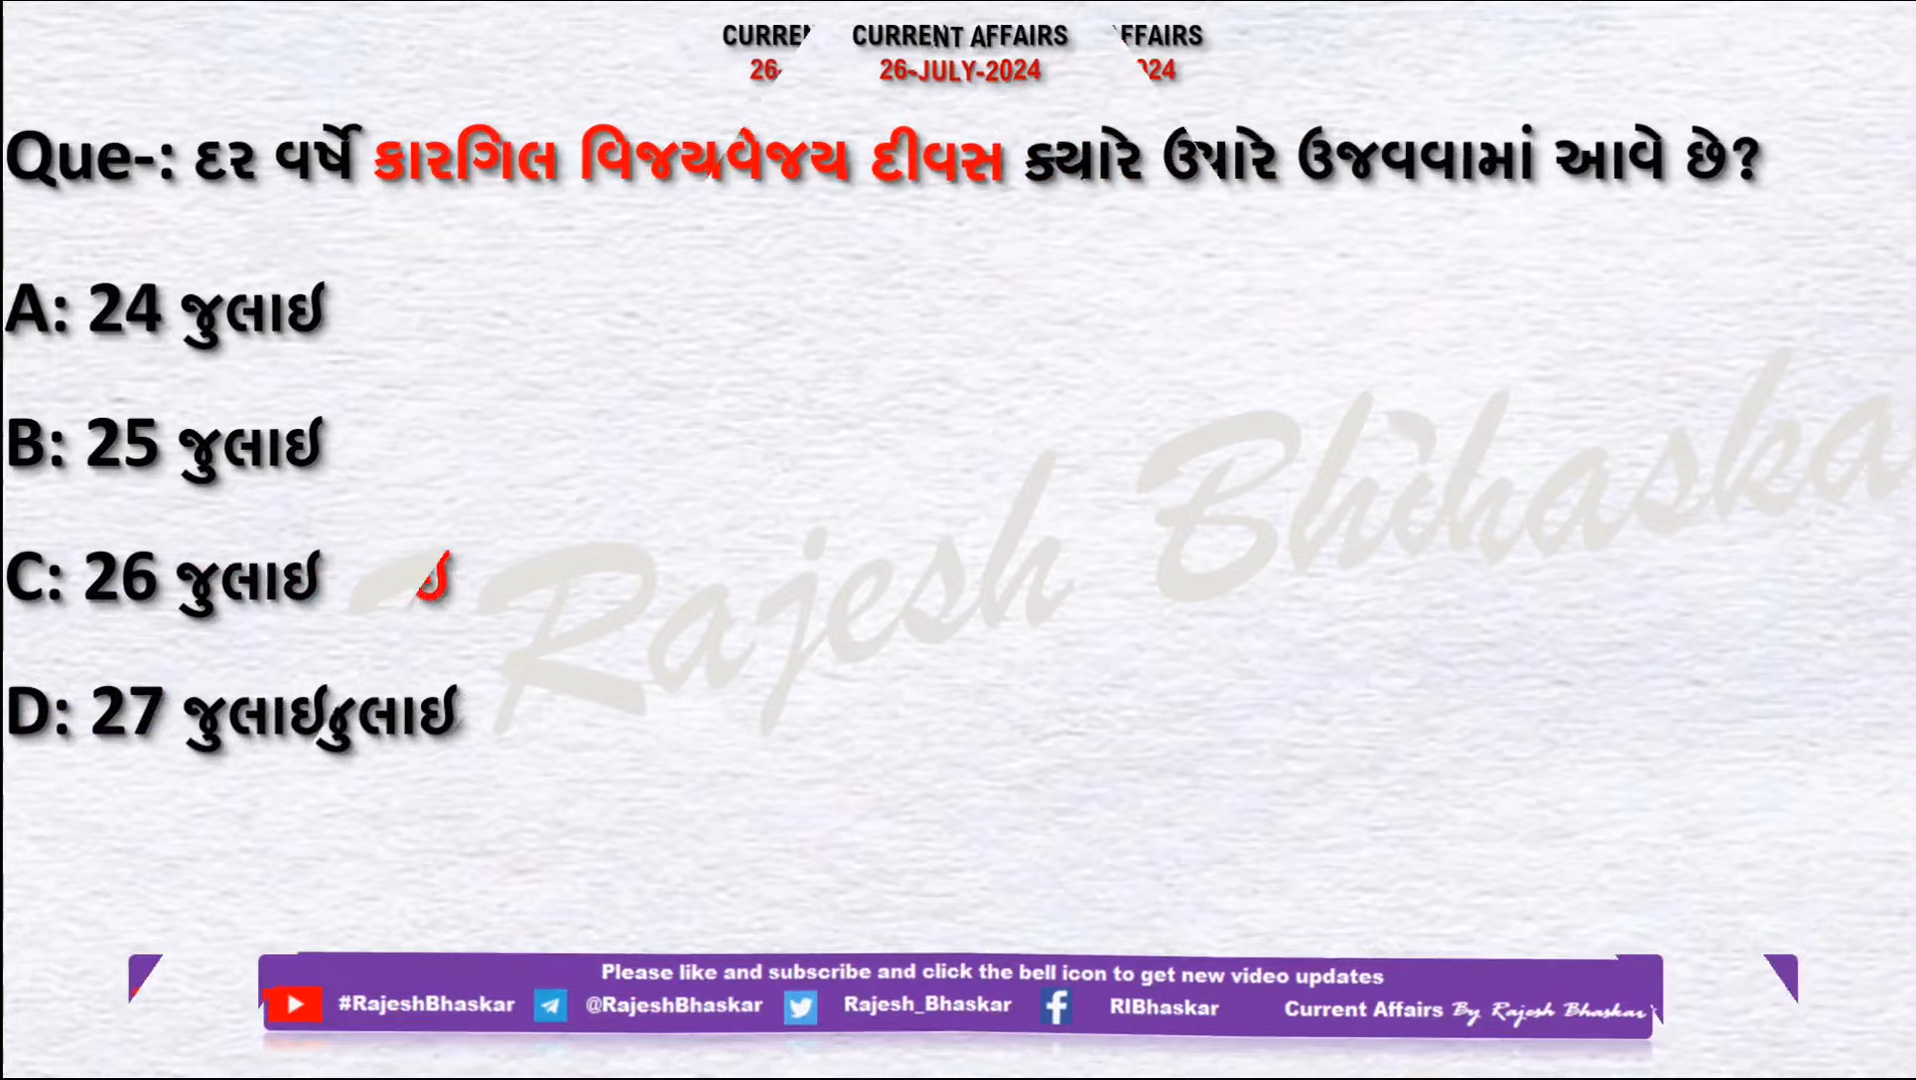 CURRENT AFFAIRS
26-JULY-2024
Que-: દર વર્ષે કારગિલ વિજય દીવસ ક્યારે ઉજવવામાં આવે છે?
A: 24 જુલાઈ
B: 25 જુલાઈ
C: 26 જુલાઈ
D: 27 જુલાઈ
Rajesh Bhaska
Please like and subscribe and click the bell icon to get new video updates
#RajeshBhaskar @RajeshBhaskar Rajesh_Bhaskar RIBhaskar Current Affairs By Rajesh Bhaskar